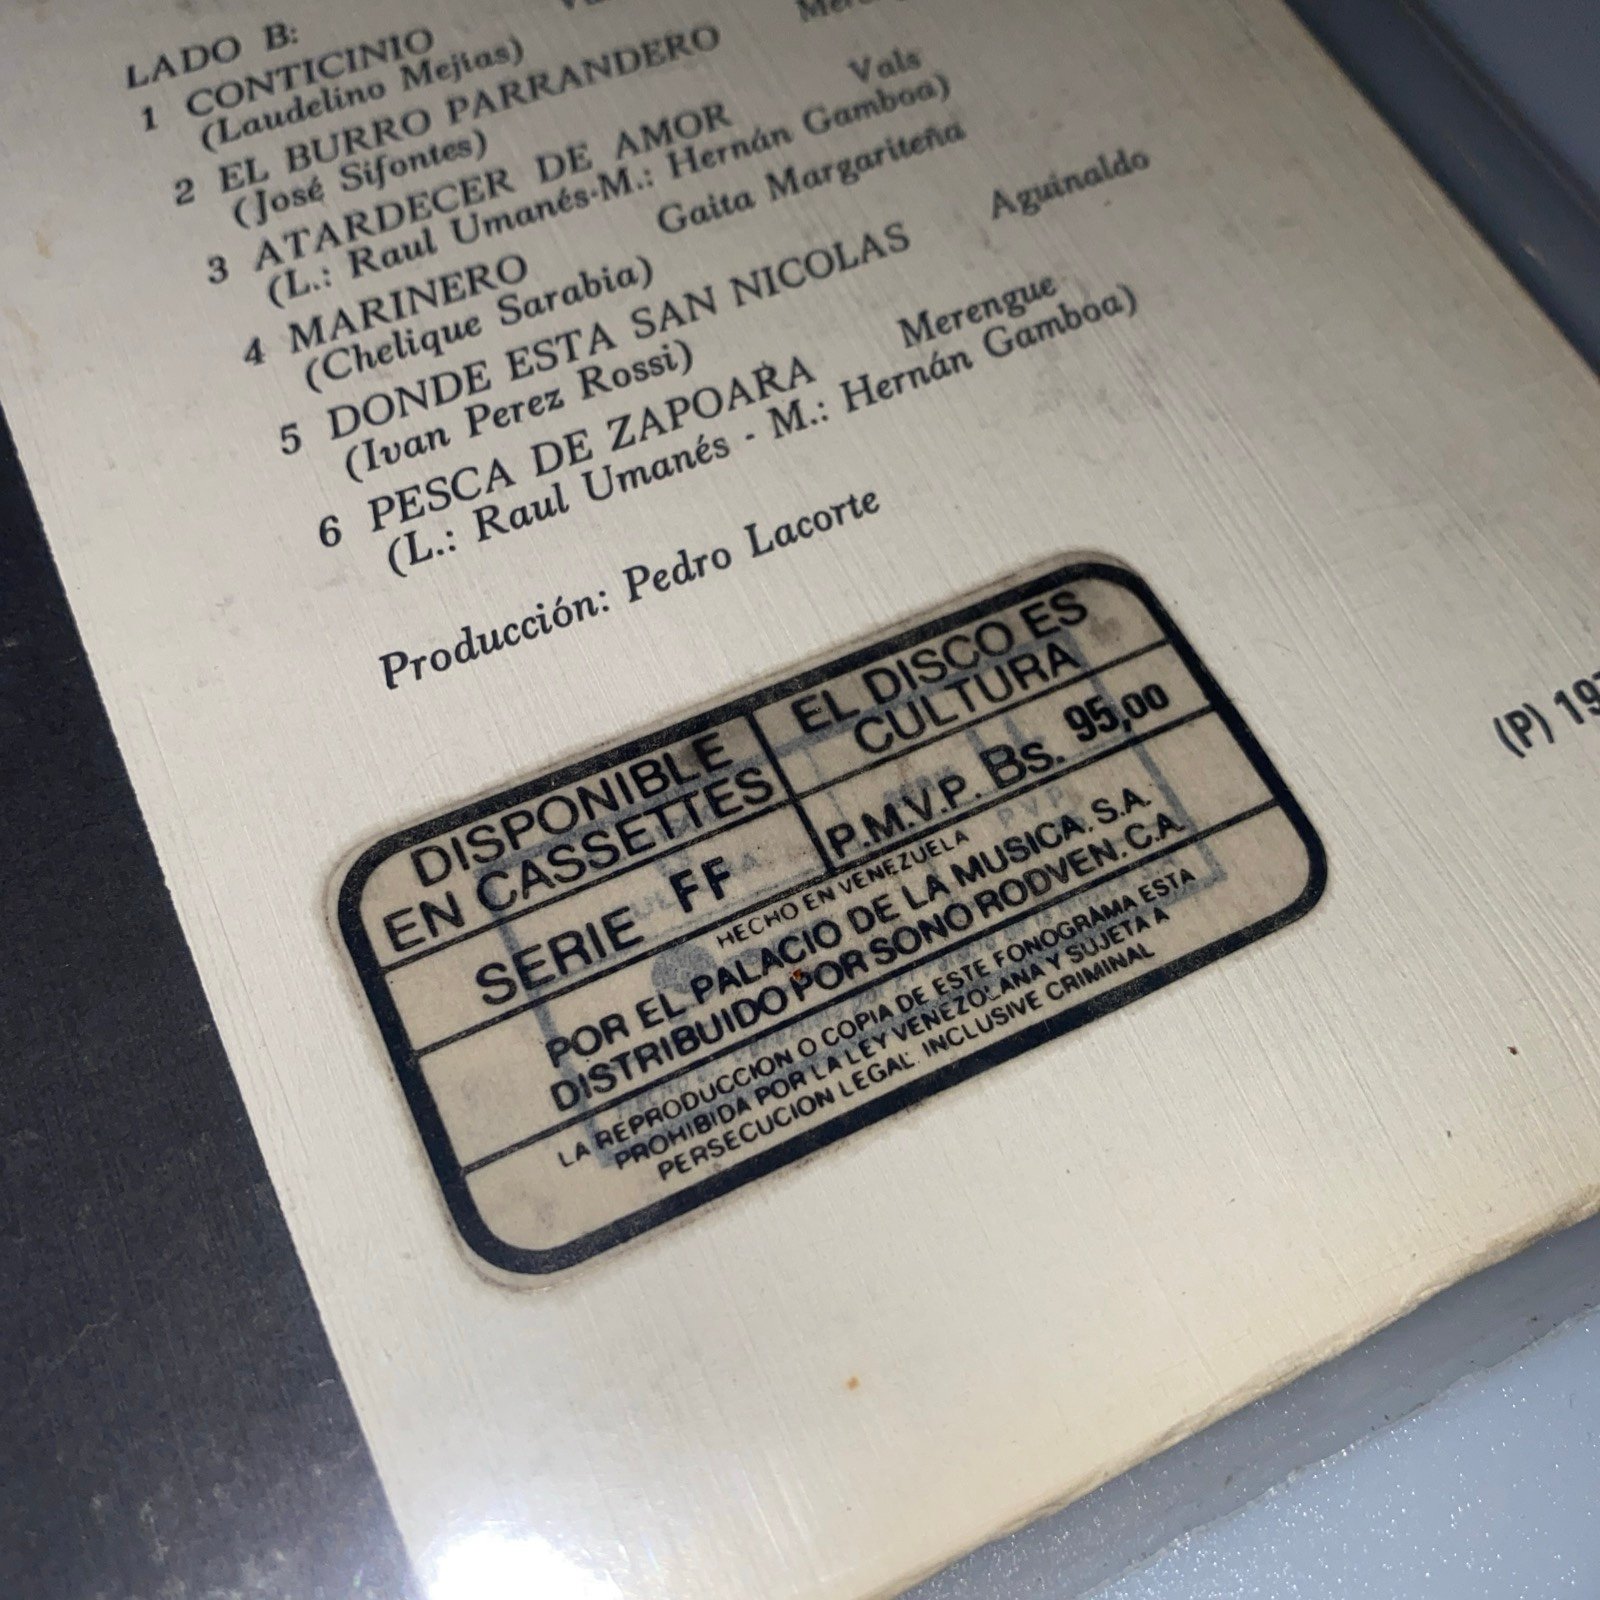 LADO B:
1 CONTICINIO
(Laudelino Mejías)
2 EL BURRO PARRANDERO
(José Sifontes)
3 ATARDECER DE AMOR Vals
(L.: Raul Umanés-M.: Hernán Gamboa)
4 MARINERO Gaita Margariteña
(Chelique Sarabia)
5 DONDE ESTA SAN NICOLAS Aguinaldo
(Ivan Perez Rossi)
6 PESCA DE ZAPOARA Merengue
(L.: Raul Umanés - M.: Hernán Gamboa)
Producción: Pedro Lacorte
(P)
DISPONIBLE
EN CASSETTES
EL DISCO ES
CULTURA
SERIE FF
P.M.V.P. Bs. 95,00
HECHO EN VENEZUELA
POR EL PALACIO DE LA MUSICA. S.A.
DISTRIBUIDO POR SONO RODVEN. C.A.
LA REPRODUCCION O COPIA DE ESTE FONOGRAMA ESTA
PROHIBIDA POR LA LEY VENEZOLANA Y SUJETA A
PERSECUCION LEGAL INCLUSIVE CRIMINAL